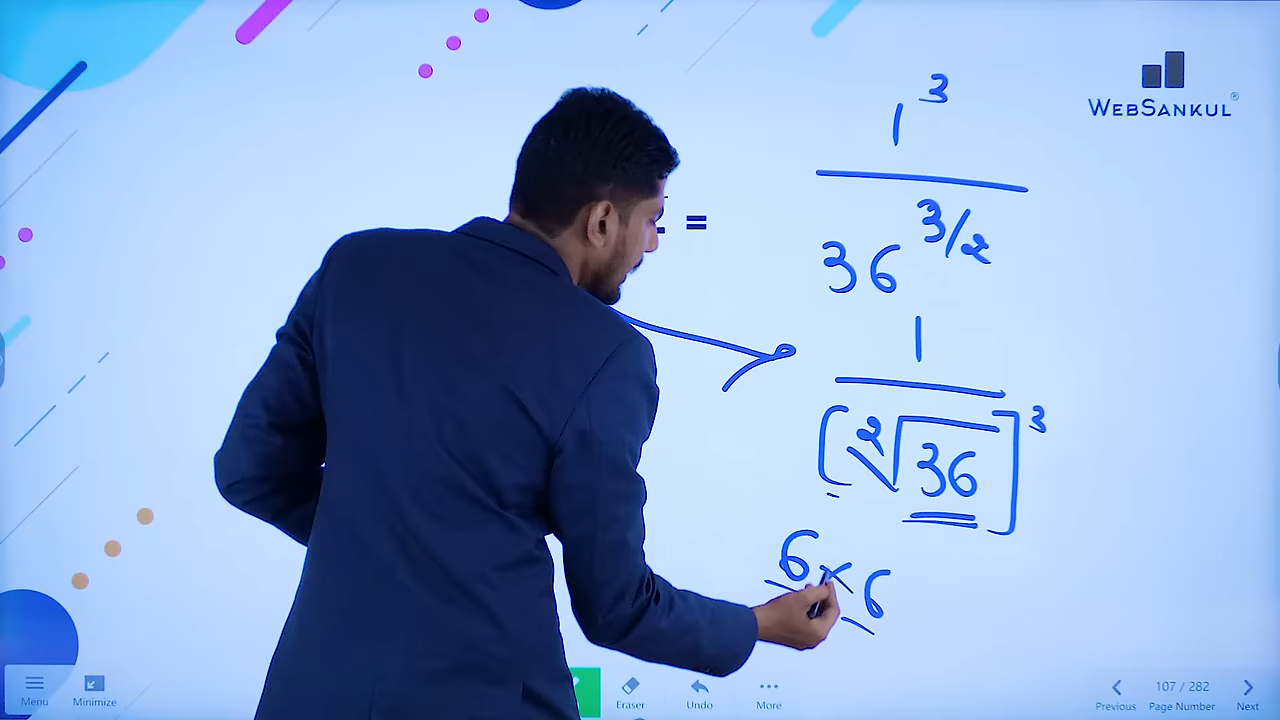 WEBSANKUL®
1³
=
36^3/2
1
[²√36]³
6×6
Menu
Minimize
Eraser
Undo
More
Previous
107 / 282
Page Number
Next